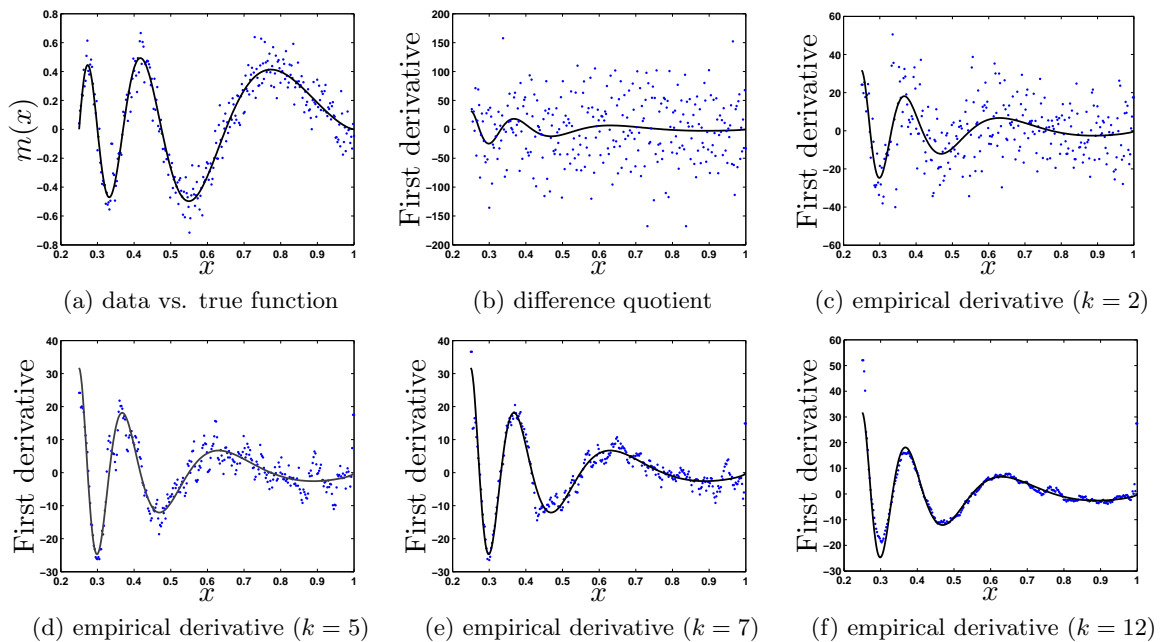 0.8
0.6
0.4
0.2
0
−0.2
−0.4
−0.6
−0.8
m(x)
0.2 0.3 0.4 0.5 0.6 0.7 0.8 0.9 1
x
(a) data vs. true function
200
150
100
50
0
−50
−100
−150
−200
First derivative
0.2 0.3 0.4 0.5 0.6 0.7 0.8 0.9 1
x
(b) difference quotient
60
40
20
0
−20
−40
−60
First derivative
0.2 0.3 0.4 0.5 0.6 0.7 0.8 0.9 1
x
(c) empirical derivative (k = 2)
40
30
20
10
0
−10
−20
−30
First derivative
0.2 0.3 0.4 0.5 0.6 0.7 0.8 0.9 1
x
(d) empirical derivative (k = 5)
40
30
20
10
0
−10
−20
−30
First derivative
0.2 0.3 0.4 0.5 0.6 0.7 0.8 0.9 1
x
(e) empirical derivative (k = 7)
60
50
40
30
20
10
0
−10
−20
−30
First derivative
0.2 0.3 0.4 0.5 0.6 0.7 0.8 0.9 1
x
(f) empirical derivative (k = 12)